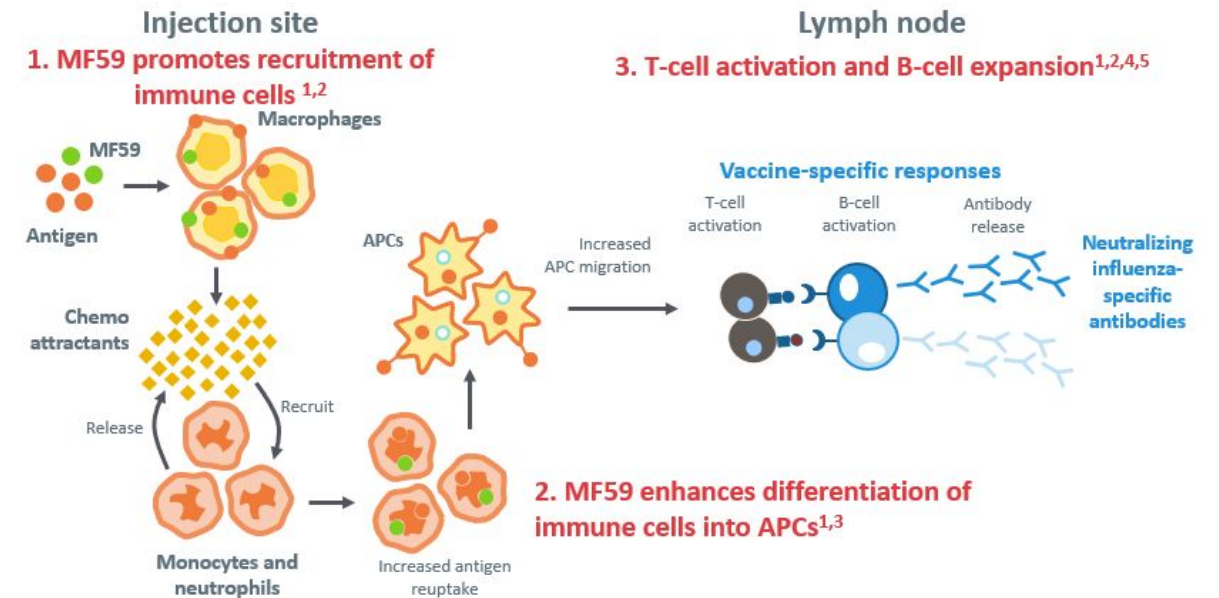 Injection site
1. MF59 promotes recruitment of
immune cells 1,2
Macrophages
MF59
Antigen
Chemo
attractants
Release
Recruit
Monocytes and
neutrophils
Increased antigen
reuptake
APCs
2. MF59 enhances differentiation of
immune cells into APCs1,3
Increased
APC migration
Lymph node
3. T-cell activation and B-cell expansion1,2,4,5
Vaccine-specific responses
T-cell
activation
B-cell
activation
Antibody
release
Neutralizing
influenza-
specific
antibodies